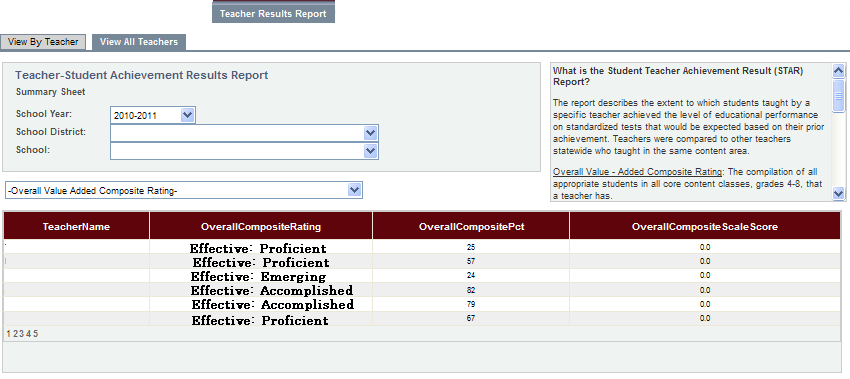 Teacher Results Report
View By Teacher View All Teachers
Teacher-Student Achievement Results Report
Summary Sheet
School Year: 2010-2011
School District:
School:
-Overall Value Added Composite Rating-
What is the Student Teacher Achievement Result (STAR)
Report?
The report describes the extent to which students taught by a
specific teacher achieved the level of educational performance
on standardized tests that would be expected based on their prior
achievement. Teachers were compared to other teachers
statewide who taught in the same content area.
Overall Value - Added Composite Rating: The compilation of all
appropriate students in all core content classes, grades 4-8, that
a teacher has.
TeacherName OverallCompositeRating OverallCompositePct OverallCompositeScaleScore
Effective: Proficient 25 0.0
Effective: Proficient 57 0.0
Effective: Emerging 24 0.0
Effective: Accomplished 82 0.0
Effective: Accomplished 79 0.0
Effective: Proficient 67 0.0
1 2 3 4 5